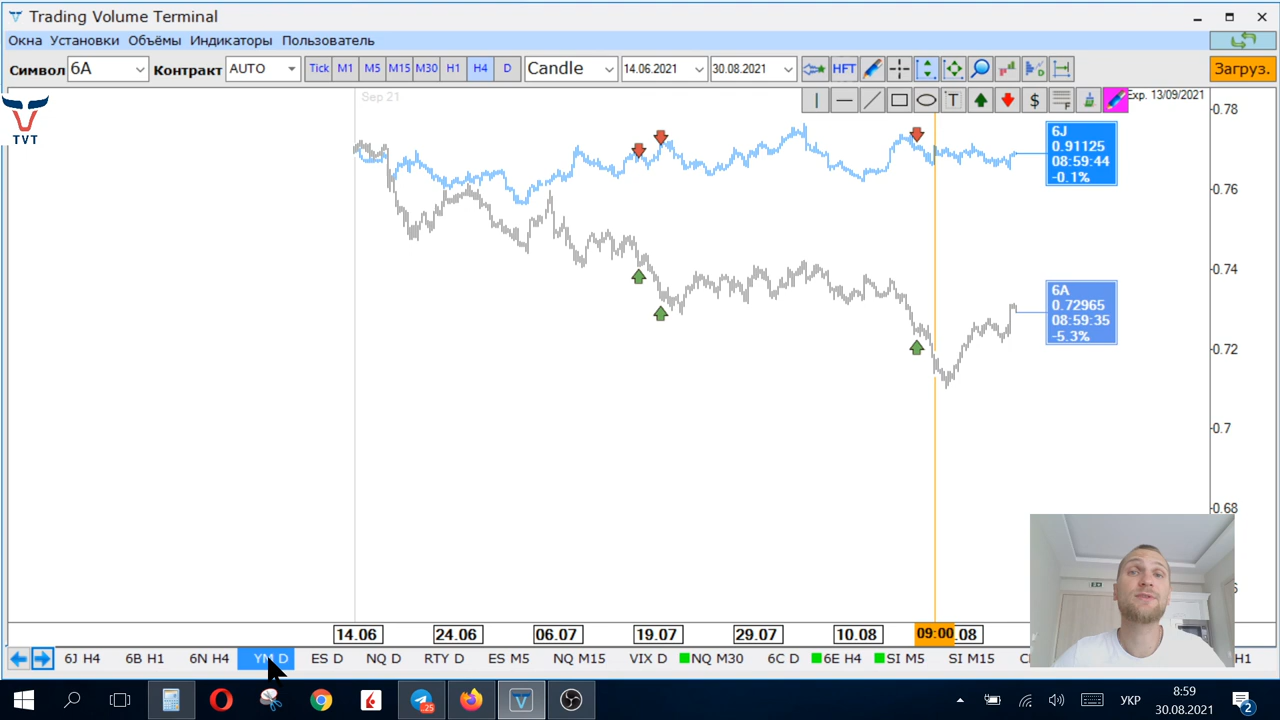 Trading Volume Terminal
Окна Установки Объёмы Индикаторы Пользователь
Символ 6A Контракт AUTO Tick M1 M5 M15 M30 H1 H4 D Candle 14.06.2021 30.08.2021 HFT Загруз.
T $ F
Sep 21
Exp. 13/09/2021
TVT
0.78
6J
0.91125
08:59:44
-0.1%
0.76
0.74
6A
0.72965
08:59:35
-5.3%
0.72
0.7
0.68
14.06 24.06 06.07 19.07 29.07 10.08 09:00 .08
6J H4 6B H1 6N H4 YM D ES D NQ D RTY D ES M5 NQ M15 VIX D NQ M30 6C D 6E H4 SI M5 SI M15 H1
25 УКР 8:59
30.08.2021 2